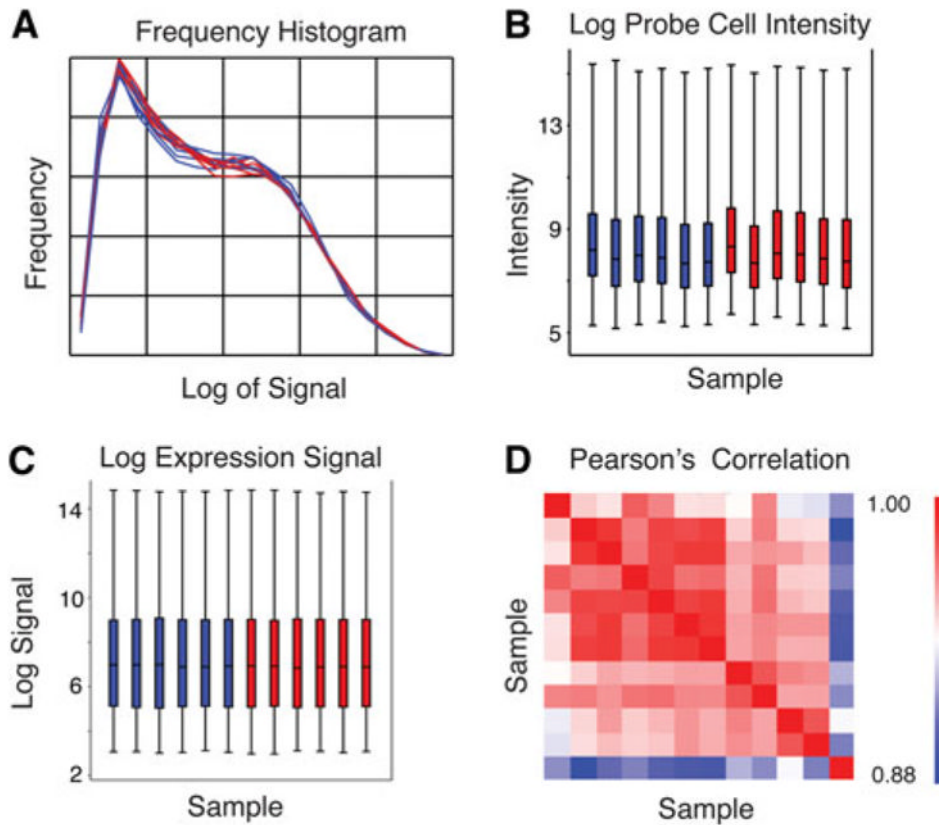 A
Frequency Histogram
Frequency
Log of Signal
B
Log Probe Cell Intensity
13
9
5
Intensity
Sample
C
Log Expression Signal
14
10
6
2
Log Signal
Sample
D
Pearson's Correlation
1.00
0.88
Sample
Sample